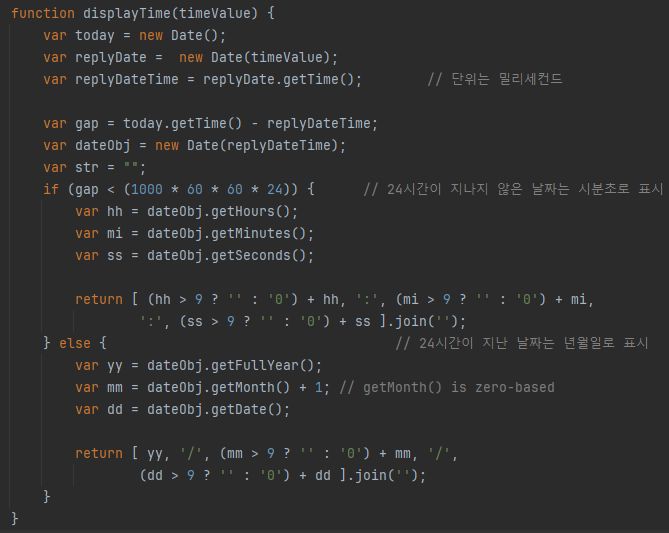 function displayTime(timeValue) {
    var today = new Date();
    var replyDate =  new Date(timeValue);
    var replyDateTime = replyDate.getTime();        // 단위는 밀리세컨드
    var gap = today.getTime() - replyDateTime;
    var dateObj = new Date(replyDateTime);
    var str = "";
    if (gap < (1000 * 60 * 60 * 24)) {      // 24시간이 지나지 않은 날짜는 시분초로 표시
        var hh = dateObj.getHours();
        var mi = dateObj.getMinutes();
        var ss = dateObj.getSeconds();
        return [ (hh > 9 ? '' : '0') + hh, ':', (mi > 9 ? '' : '0') + mi,
                ':', (ss > 9 ? '' : '0') + ss ].join('');
    } else {                                    // 24시간이 지난 날짜는 년월일로 표시
        var yy = dateObj.getFullYear();
        var mm = dateObj.getMonth() + 1; // getMonth() is zero-based
        var dd = dateObj.getDate();
        return [ yy, '/', (mm > 9 ? '' : '0') + mm, '/',
                (dd > 9 ? '' : '0') + dd ].join('');
    }
}